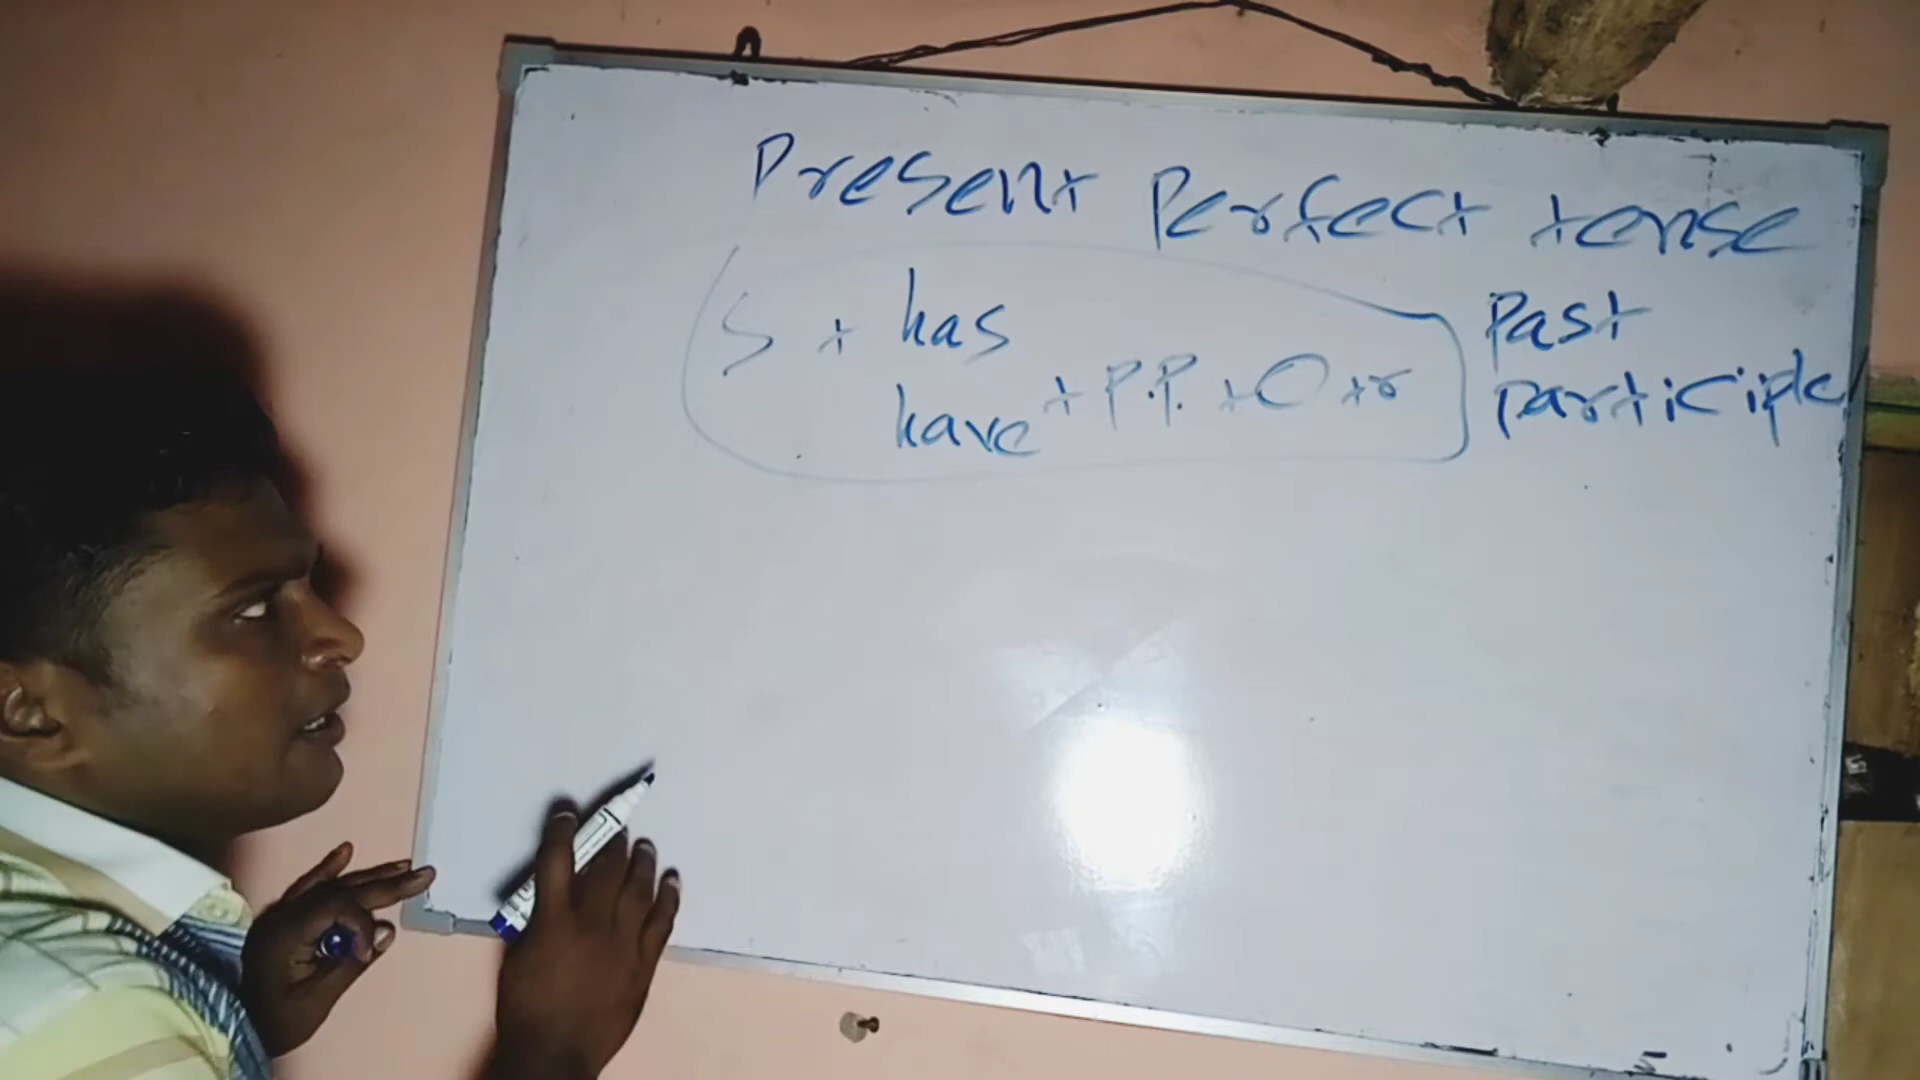 Present Perfect tense
S + has
have + P.P. + O + r
Past
participle